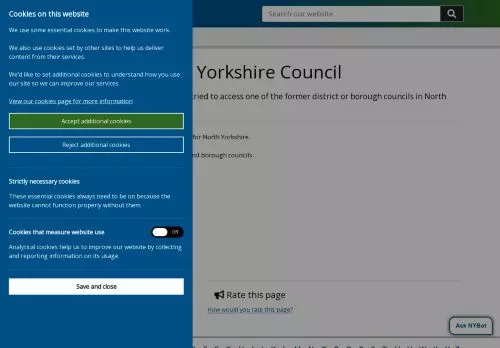 Cookies on this website
We use some essential cookies to make this website work.
We also use cookies set by other sites to help us deliver
content from their services.
We'd like to set additional cookies to understand how you use
our site so we can improve our services.
View our cookies page for more information
Accept additional cookies
Reject additional cookies
Strictly necessary cookies
These essential cookies always need to be on because the
website cannot function properly without them.
Cookies that measure website use
Off
Analytical cookies help us to improve our website by collecting
and reporting information on its usage.
Save and close
Search our website
Yorkshire Council
tried to access one of the former district or borough councils in North
for North Yorkshire.
nd borough councils.
Rate this page
How would you rate this page?
Ask NYBot